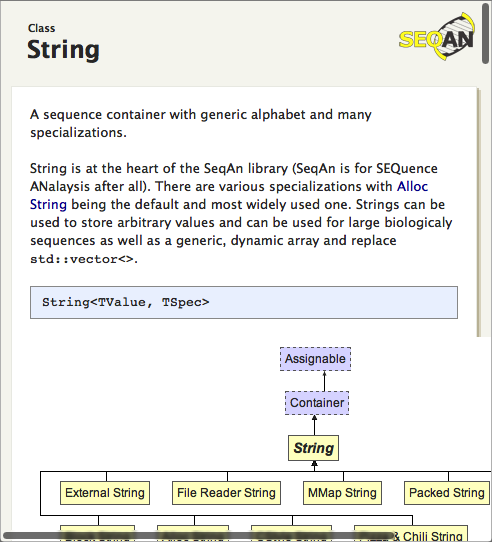 Class
String
SEQAN
A sequence container with generic alphabet and many
specializations.
String is at the heart of the SeqAn library (SeqAn is for SEQuence
ANalaysis after all). There are various specializations with Alloc
String being the default and most widely used one. Strings can be
used to store arbitrary values and can be used for large biologicaly
sequences as well as a generic, dynamic array and replace
std::vector<>.
String<TValue, TSpec>
Assignable
Container
String
External String File Reader String MMap String Packed String
& Chili String